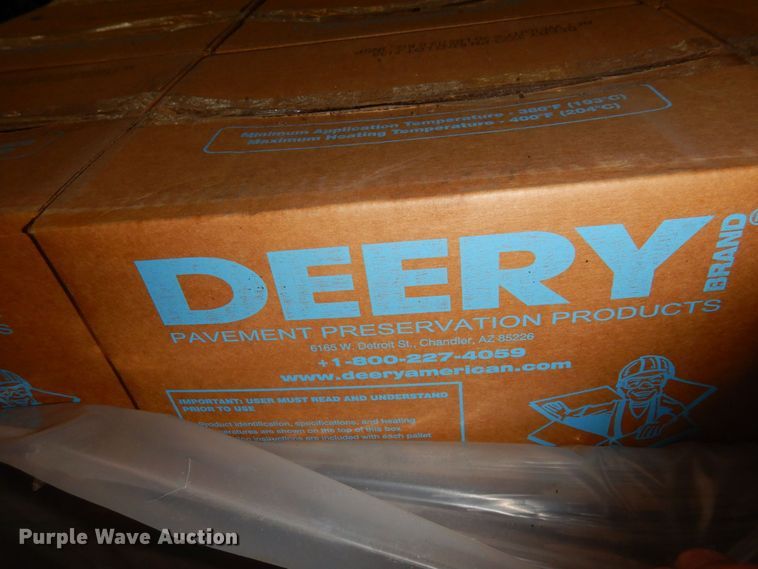 Minimum Application Temperature - 380°F (193°C)
Maximum Heating Temperature - 400°F (204°C)
DEERY BRAND®
PAVEMENT PRESERVATION PRODUCTS
6165 W. Detroit St., Chandler, AZ 85226
+1-800-227-4059
www.deeryamerican.com
IMPORTANT: USER MUST READ AND UNDERSTAND
PRIOR TO USE
Product identification, specifications, and heating
are shown on the top of this box
instructions are included with each pallet
TS
Purple Wave Auction